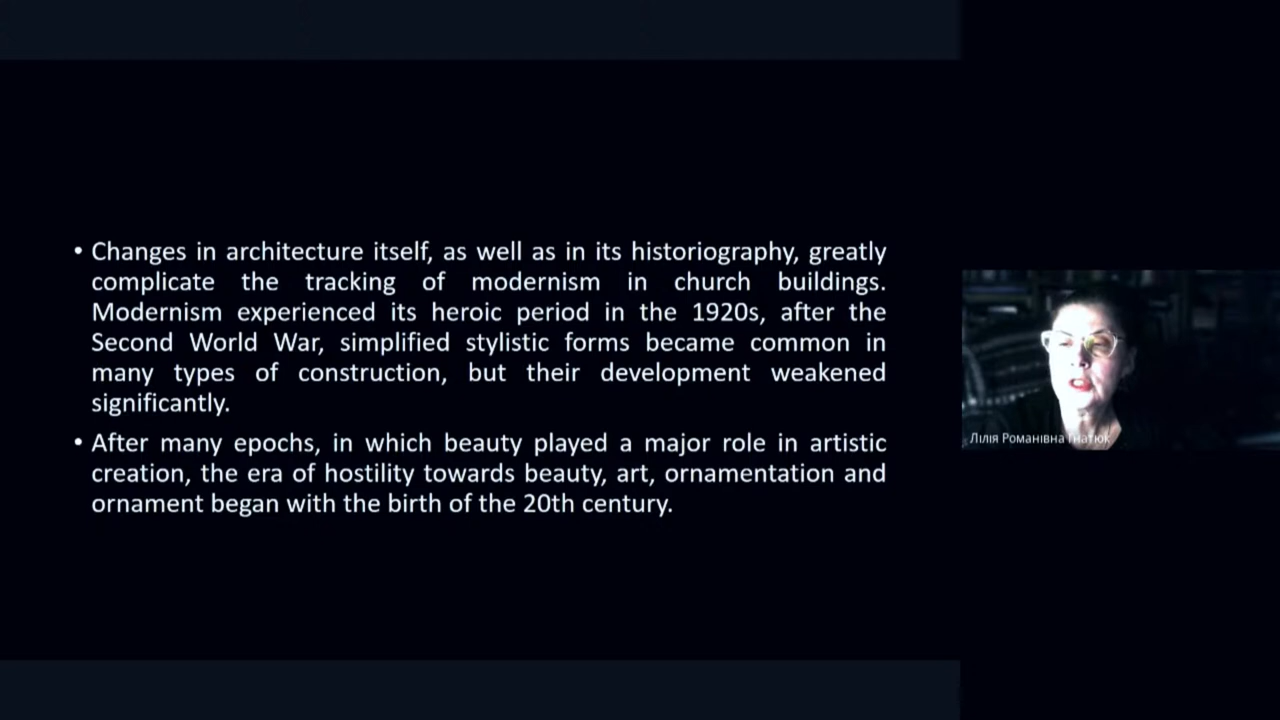 • Changes in architecture itself, as well as in its historiography, greatly
complicate the tracking of modernism in church buildings.
Modernism experienced its heroic period in the 1920s, after the
Second World War, simplified stylistic forms became common in
many types of construction, but their development weakened
significantly.
• After many epochs, in which beauty played a major role in artistic
creation, the era of hostility towards beauty, art, ornamentation and
ornament began with the birth of the 20th century.
Лілія Романівна Гнатюк